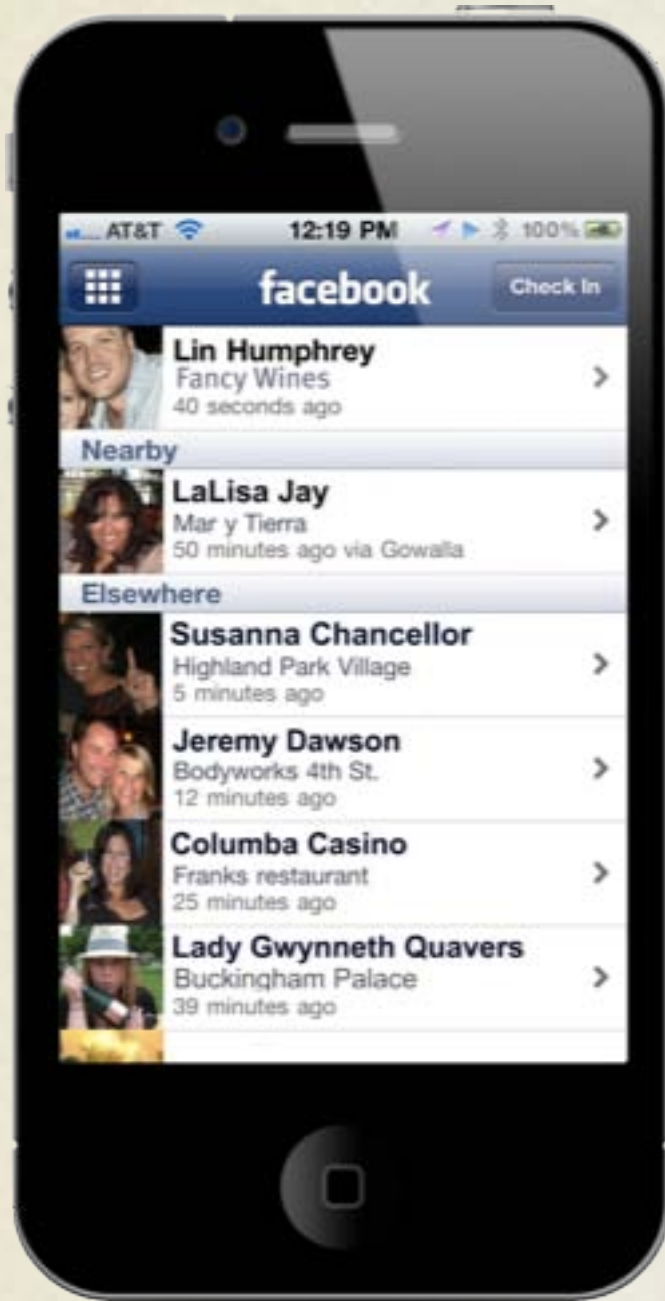 AT&T 12:19 PM 100%
facebook Check In
Lin Humphrey
Fancy Wines
40 seconds ago
Nearby
LaLisa Jay
Mar y Tierra
50 minutes ago via Gowalla
Elsewhere
Susanna Chancellor
Highland Park Village
5 minutes ago
Jeremy Dawson
Bodyworks 4th St.
12 minutes ago
Columba Casino
Franks restaurant
25 minutes ago
Lady Gwynneth Quavers
Buckingham Palace
39 minutes ago